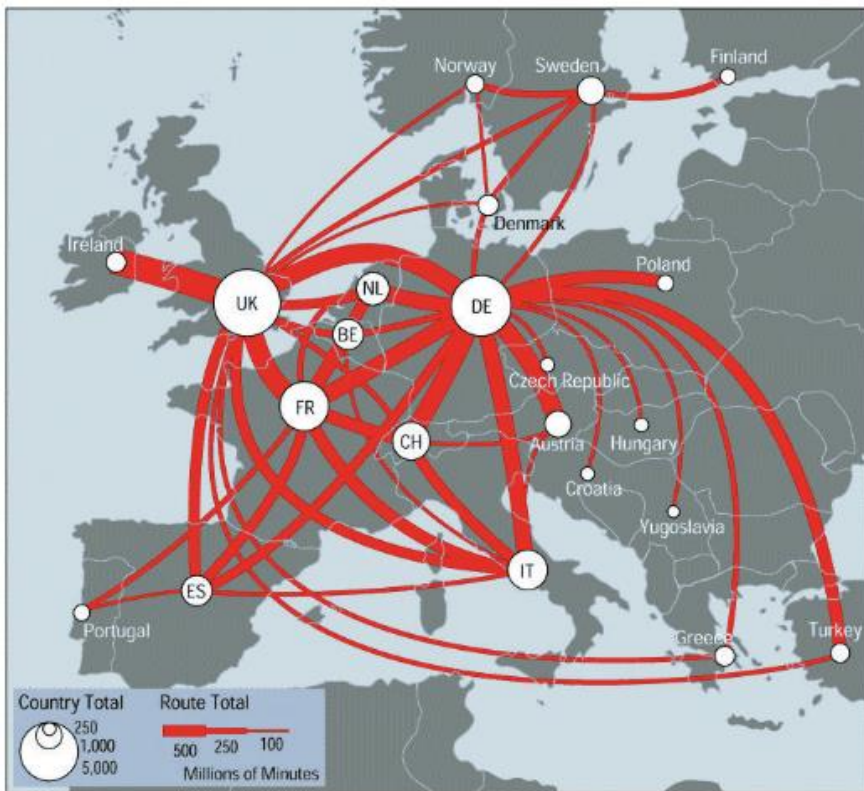 Norway
Sweden
Finland
Denmark
Ireland
UK
NL
DE
Poland
BE
Czech Republic
FR
CH
Austria
Hungary
Croatia
Yugoslavia
IT
ES
Portugal
Greece
Turkey
Country Total
250
1,000
5,000
Route Total
500 250 100
Millions of Minutes